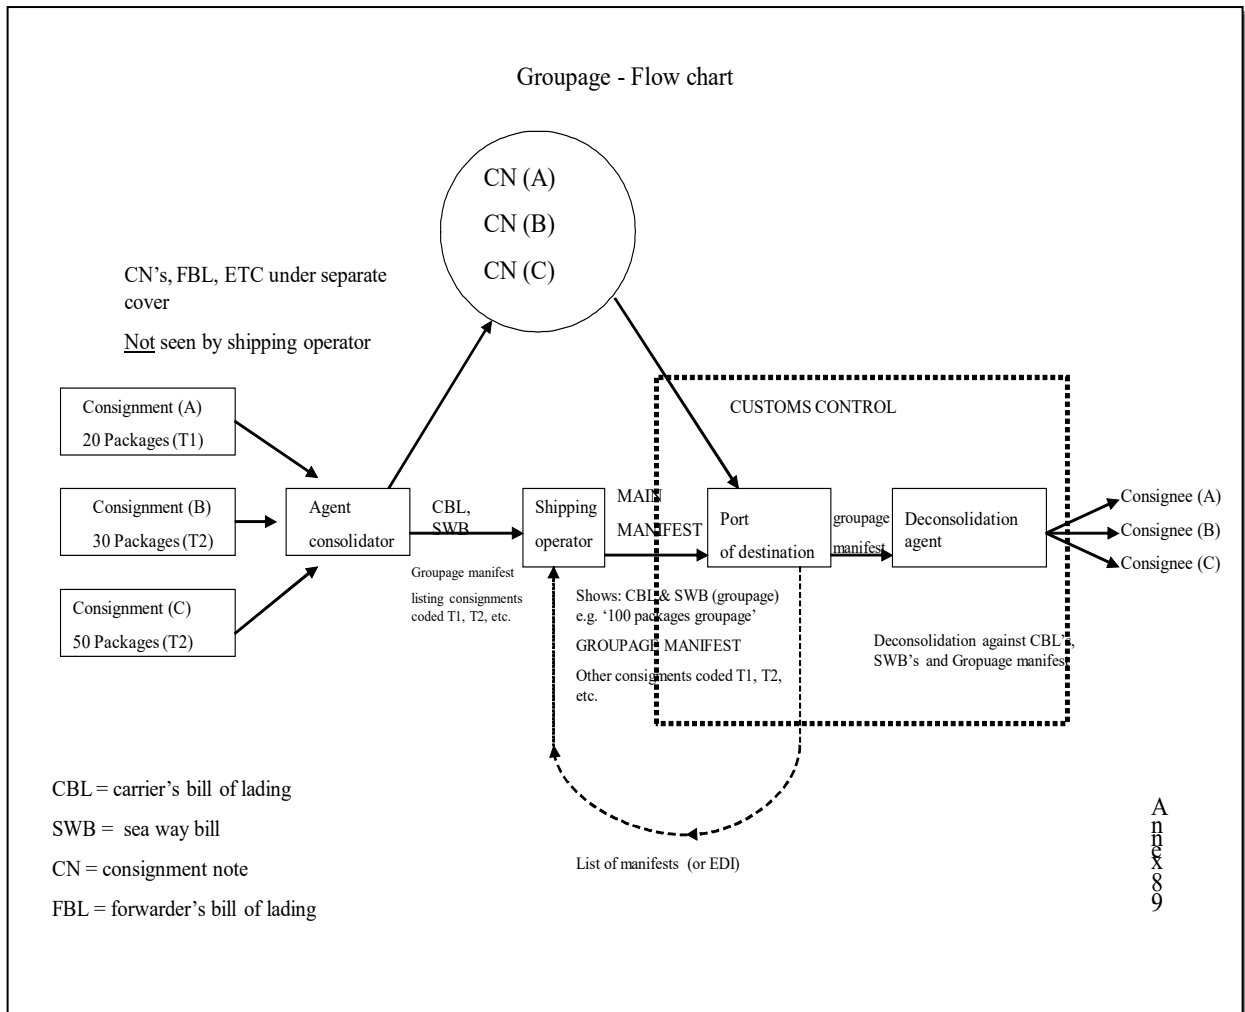 Groupage - Flow chart
CN (A)
CN (B)
CN (C)
CN's, FBL, ETC under separate
cover
Not seen by shipping operator
Consignment (A)
20 Packages (T1)
Consignment (B)
30 Packages (T2)
Consignment (C)
50 Packages (T2)
Agent
consolidator
CBL,
SWB
Groupage manifest
listing consignments
coded T1, T2, etc.
Shipping
operator
MAIN
MANIFEST
Shows: CBL & SWB (groupage)
e.g. ‘100 packages groupage’
GROUPAGE MANIFEST
Other consigments coded T1, T2,
etc.
CUSTOMS CONTROL
Port
of destination
groupage
manifest
Deconsolidation
agent
Deconsolidation against CBL’s,
SWB’s and Gropuage manifest
Consignee (A)
Consignee (B)
Consignee (C)
List of manifests (or EDI)
CBL = carrier’s bill of lading
SWB = sea way bill
CN = consignment note
FBL = forwarder’s bill of lading
Annex 89